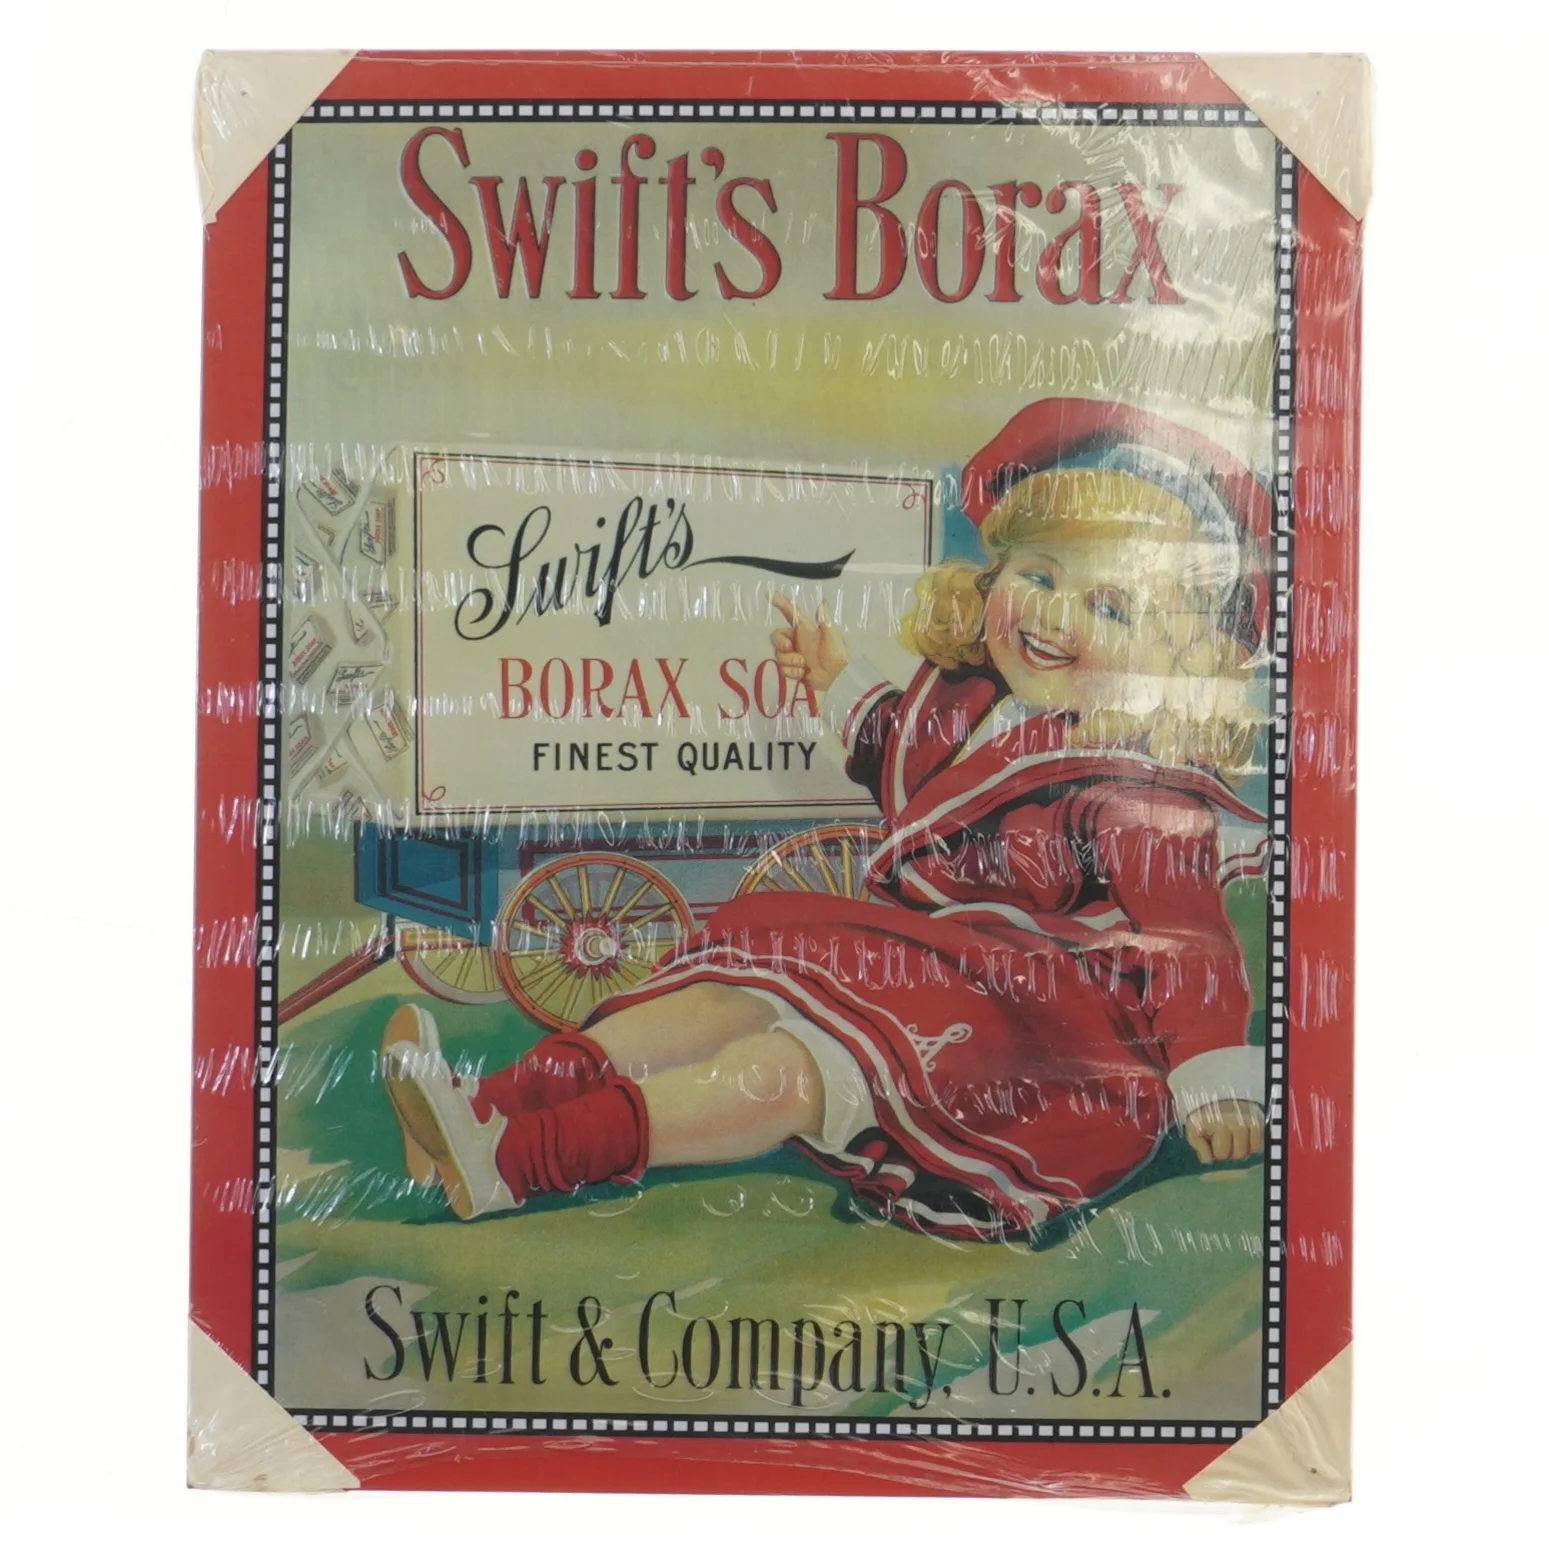 Swift's Borax
Swift's
BORAX SOA
FINEST QUALITY
Swift & Company, U.S.A.